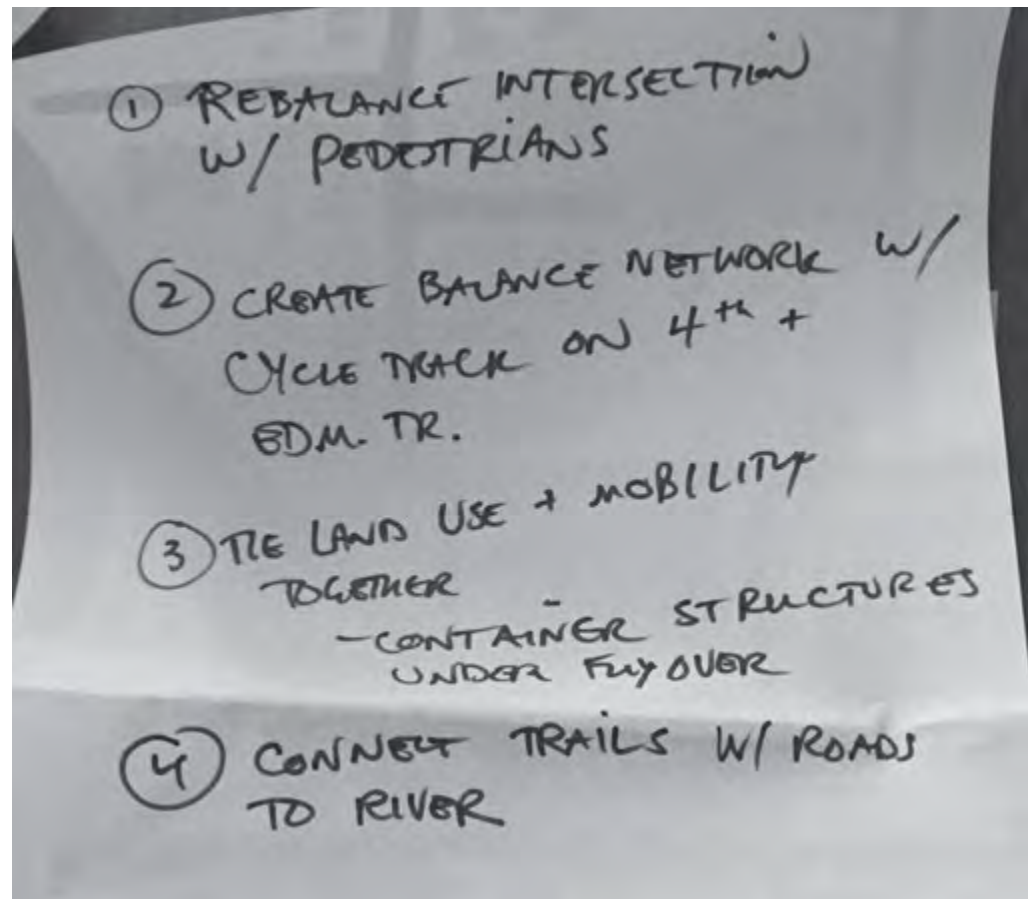 ① REBALANCE INTERSECTION
W/ PEDESTRIANS
② CREATE BALANCE NETWORK W/
CYCLE TRACK ON 4th +
EDM. TR.
③ TIE LAND USE + MOBILITY
TOGETHER
- CONTAINER STRUCTURES
UNDER FLYOVER
④ CONNECT TRAILS W/ ROADS
TO RIVER